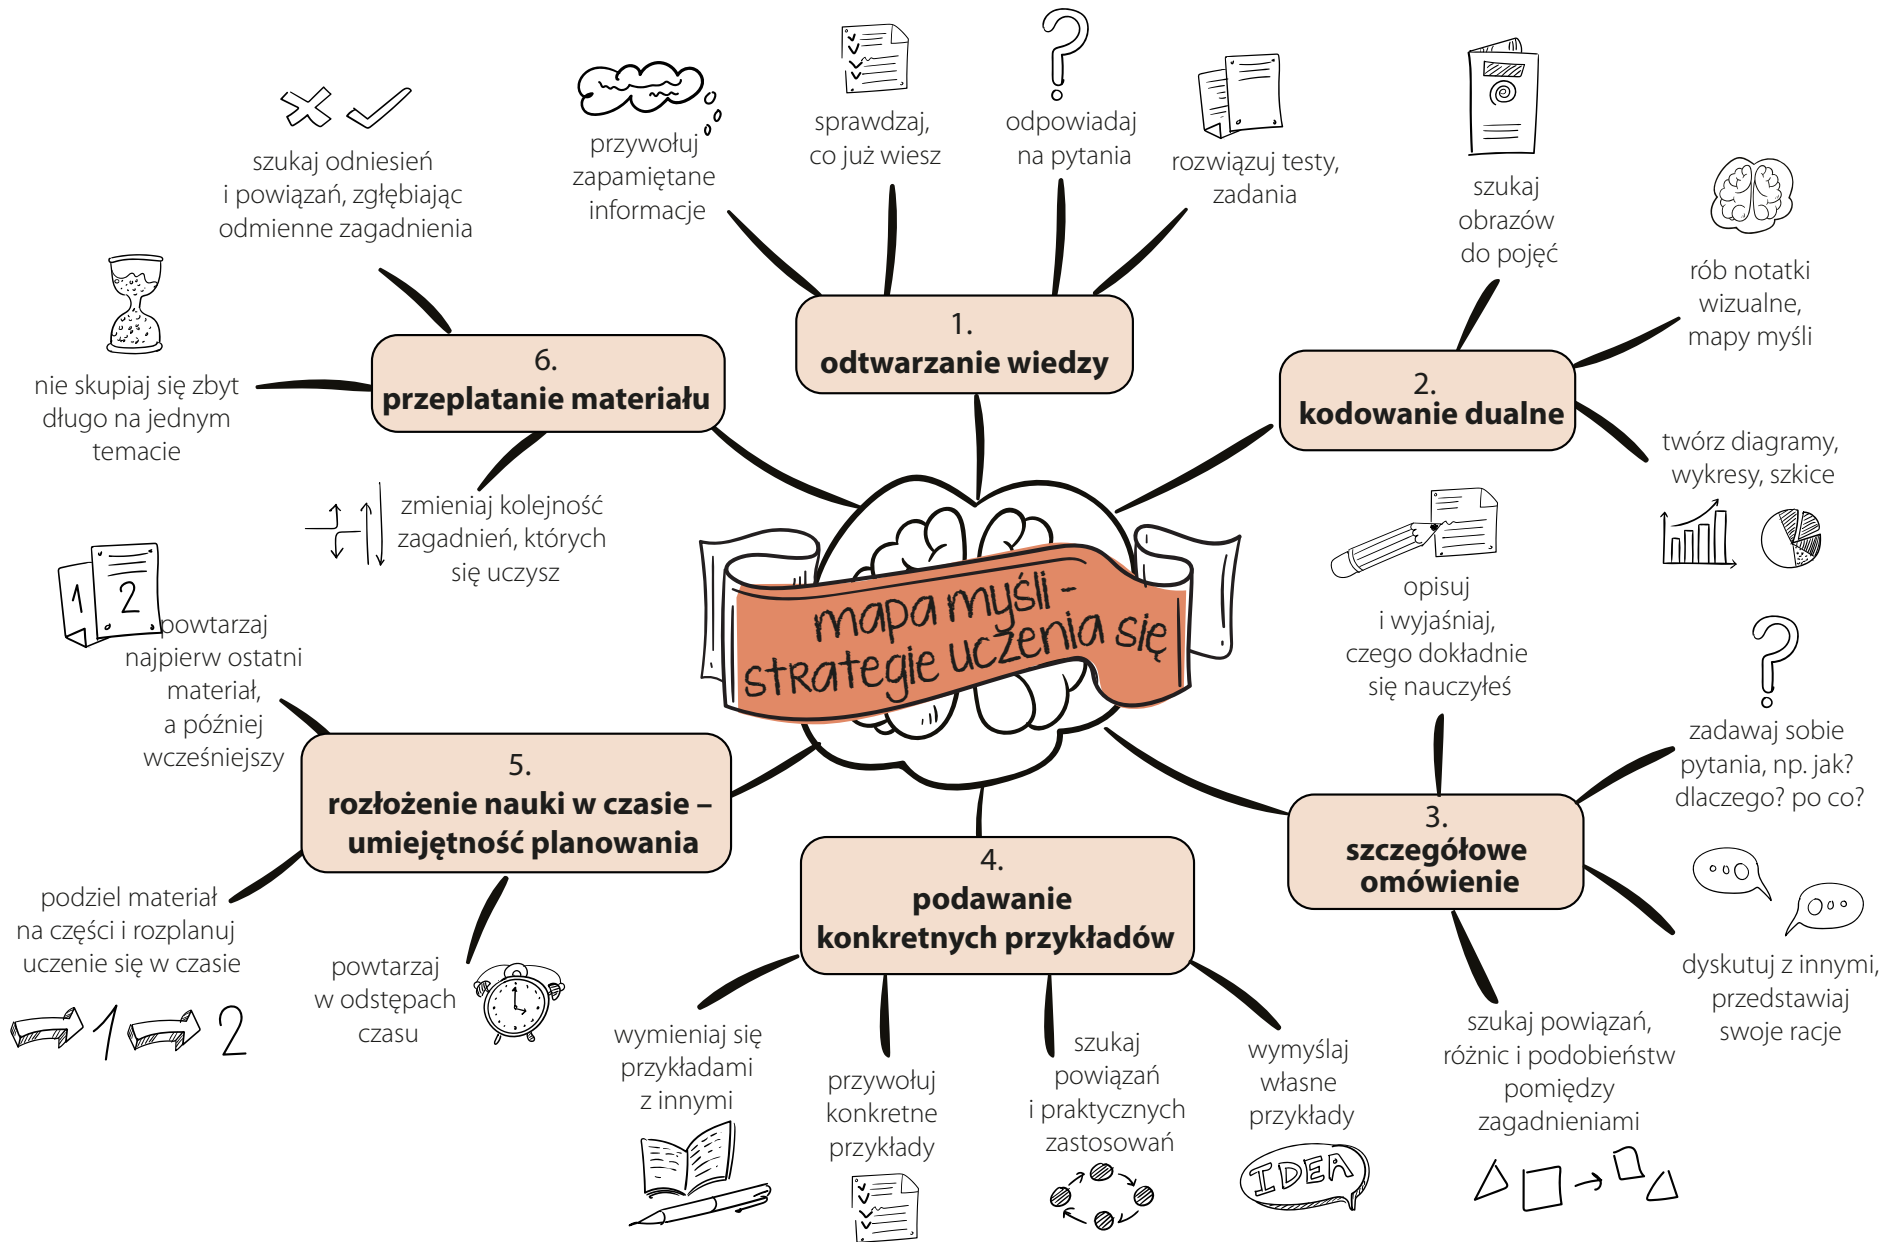 mapa myśli -
strategie uczenia się
1.
odtwarzanie wiedzy
przywołuj
zapamiętane
informacje
sprawdzaj,
co już wiesz
odpowiadaj
na pytania
rozwiązuj testy,
zadania
2.
kodowanie dualne
szukaj
obrazów
do pojęć
rób notatki
wizualne,
mapy myśli
twórz diagramy,
wykresy, szkice
3.
szczegółowe
omówienie
opisuj
i wyjaśniaj,
czego dokładnie
się nauczyłeś
zadawaj sobie
pytania, np. jak?
dlaczego? po co?
dyskutuj z innymi,
przedstawiaj
swoje racje
szukaj powiązań,
różnic i podobieństw
pomiędzy
zagadnieniami
4.
podawanie
konkretnych przykładów
wymieniaj się
przykładami
z innymi
przywołuj
konkretne
przykłady
szukaj
powiązań
i praktycznych
zastosowań
wymyślaj
własne
przykłady
IDEA
5.
rozłożenie nauki w czasie –
umiejętność planowania
1 2
powtarzaj
najpierw ostatni
materiał,
a później
wcześniejszy
podziel materiał
na części i rozplanuj
uczenie się w czasie
1 2
powtarzaj
w odstępach
czasu
6.
przeplatanie materiału
szukaj odniesień
i powiązań, zgłębiając
odmienne zagadnienia
nie skupiaj się zbyt
długo na jednym
temacie
zmieniaj kolejność
zagadnień, których
się uczysz